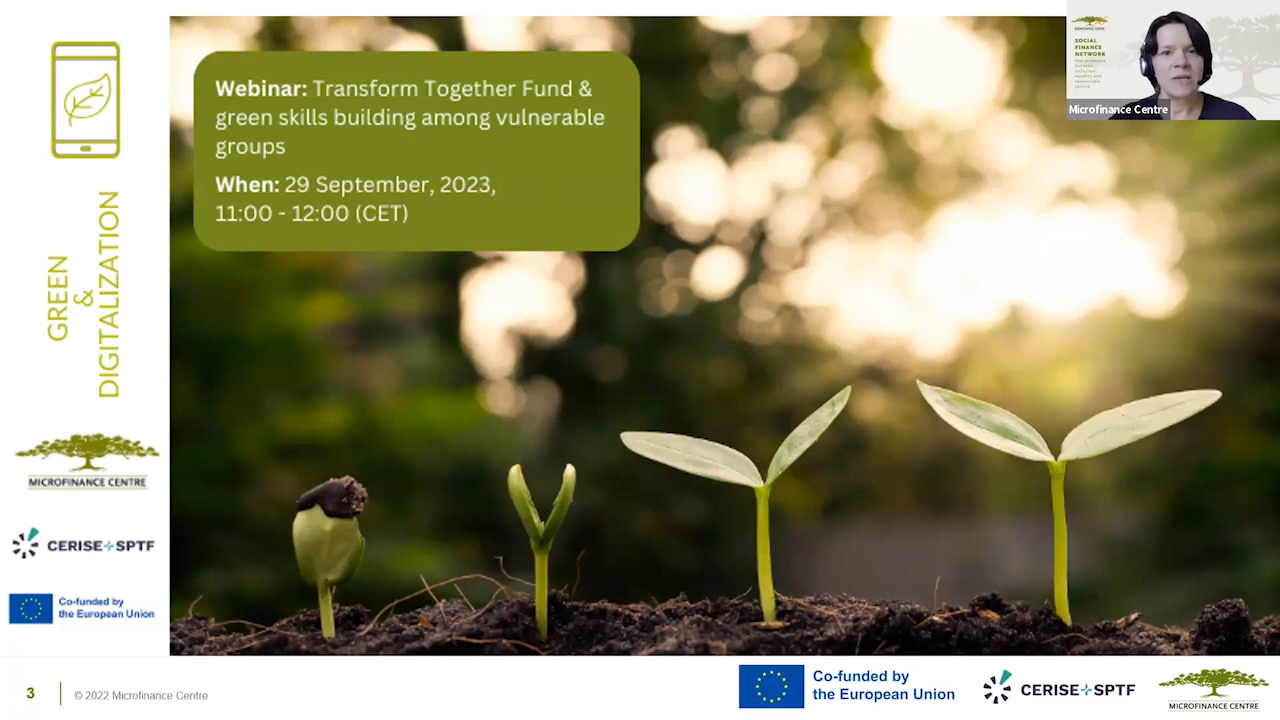 Webinar: Transform Together Fund &
green skills building among vulnerable
groups
When: 29 September, 2023,
11:00 - 12:00 (CET)
GREEN
&
DIGITALIZATION
MICROFINANCE CENTRE
CERISE+SPTF
Co-funded by
the European Union
MICROFINANCE CENTRE
SOCIAL
FINANCE
NETWORK
Microfinance Centre
3
© 2022 Microfinance Centre
Co-funded by
the European Union
CERISE+SPTF
MICROFINANCE CENTRE